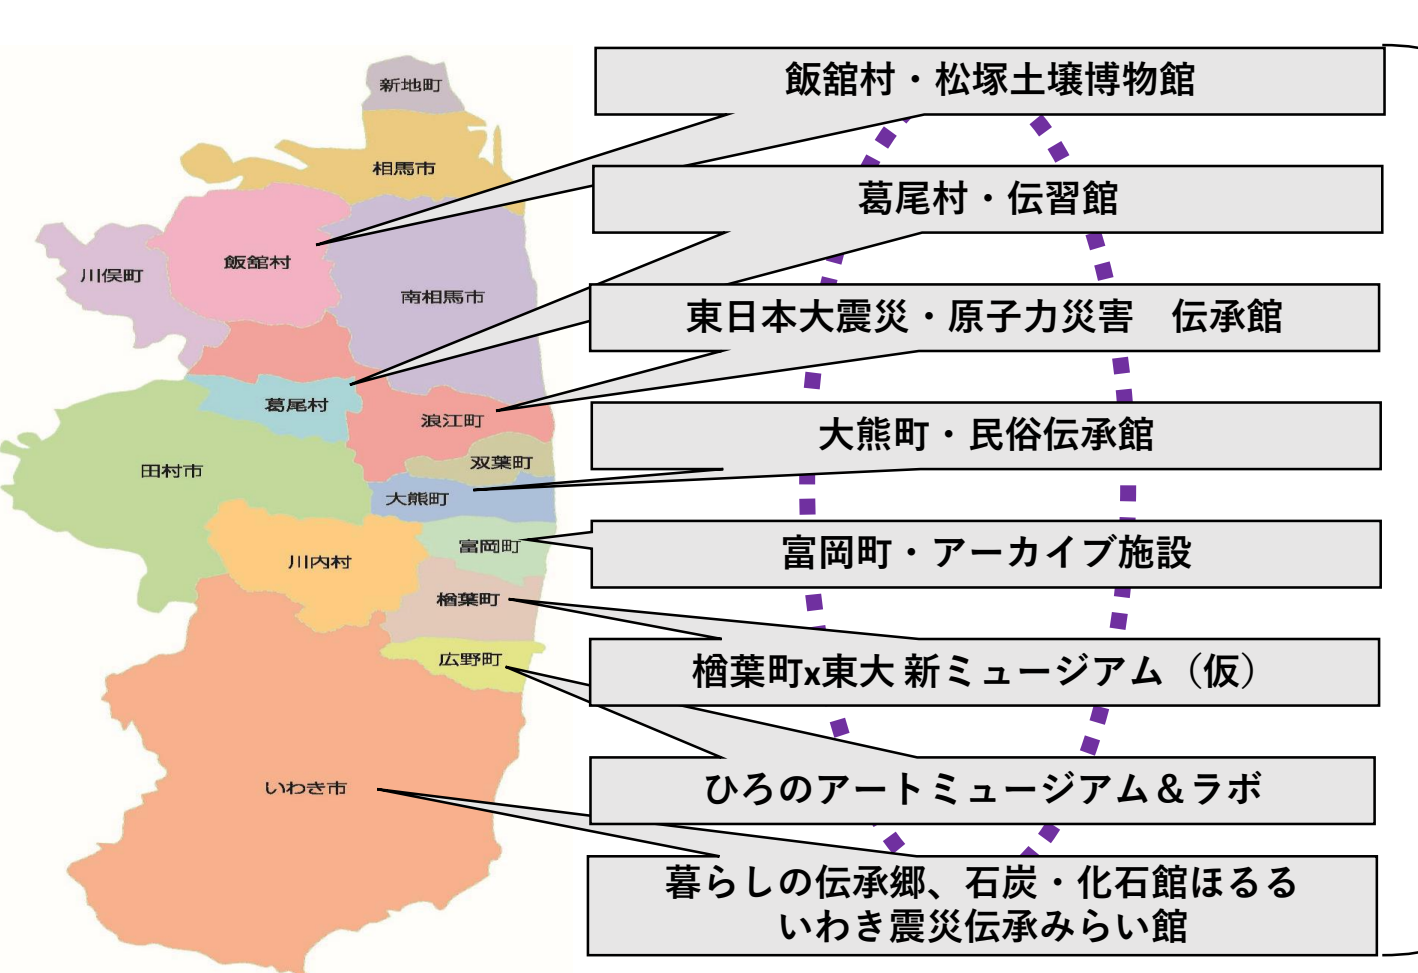 新地町
相馬市
飯舘村
川俣町
南相馬市
葛尾村
浪江町
双葉町
田村市
大熊町
富岡町
川内村
楢葉町
広野町
いわき市
飯舘村・松塚土壌博物館
葛尾村・伝習館
東日本大震災・原子力災害　伝承館
大熊町・民俗伝承館
富岡町・アーカイブ施設
楢葉町x東大 新ミュージアム（仮）
ひろのアートミュージアム＆ラボ
暮らしの伝承郷、石炭・化石館ほるる
いわき震災伝承みらい館